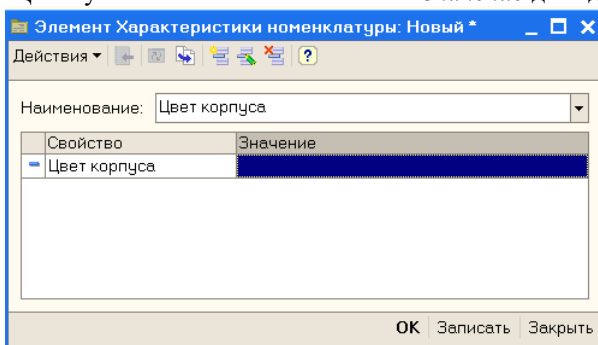 Элемент Характеристики номенклатуры: Новый *
Действия
Наименование: Цвет корпуса
Свойство Значение
Цвет корпуса
OK Записать Закрыть